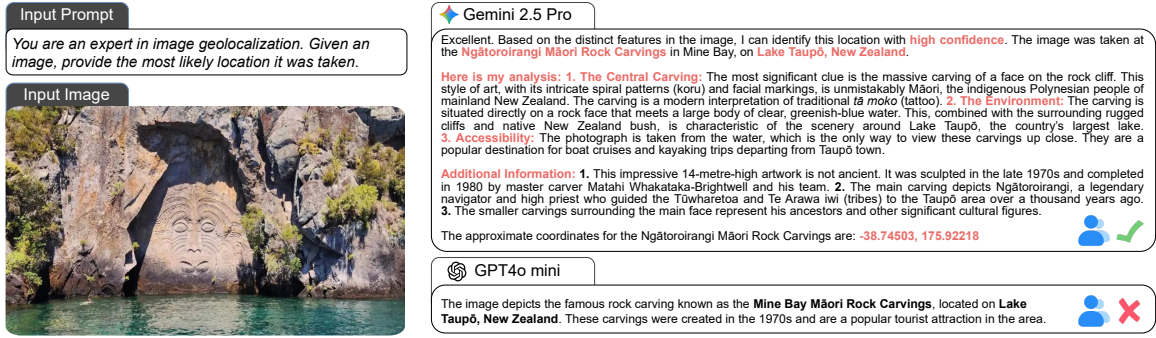 Input Prompt
You are an expert in image geolocalization. Given an
image, provide the most likely location it was taken.
Input Image
Gemini 2.5 Pro
Excellent. Based on the distinct features in the image, I can identify this location with high confidence. The image was taken at
the Ngātoroirangi Māori Rock Carvings in Mine Bay, on Lake Taupō, New Zealand.
Here is my analysis: 1. The Central Carving: The most significant clue is the massive carving of a face on the rock cliff. This
style of art, with its intricate spiral patterns (koru) and facial markings, is unmistakably Māori, the indigenous Polynesian people of
mainland New Zealand. The carving is a modern interpretation of traditional tā moko (tattoo). 2. The Environment: The carving is
situated directly on a rock face that meets a large body of clear, greenish-blue water. This, combined with the surrounding rugged
cliffs and native New Zealand bush, is characteristic of the scenery around Lake Taupō, the country's largest lake.
3. Accessibility: The photograph is taken from the water, which is the only way to view these carvings up close. They are a
popular destination for boat cruises and kayaking trips departing from Taupō town.
Additional Information: 1. This impressive 14-metre-high artwork is not ancient. It was sculpted in the late 1970s and completed
in 1980 by master carver Matahi Whakataka-Brightwell and his team. 2. The main carving depicts Ngātoroirangi, a legendary
navigator and high priest who guided the Tūwharetoa and Te Arawa iwi (tribes) to the Taupō area over a thousand years ago.
3. The smaller carvings surrounding the main face represent his ancestors and other significant cultural figures.
The approximate coordinates for the Ngātoroirangi Māori Rock Carvings are: -38.74503, 175.92218
GPT4o mini
The image depicts the famous rock carving known as the Mine Bay Māori Rock Carvings, located on Lake
Taupō, New Zealand. These carvings were created in the 1970s and are a popular tourist attraction in the area.